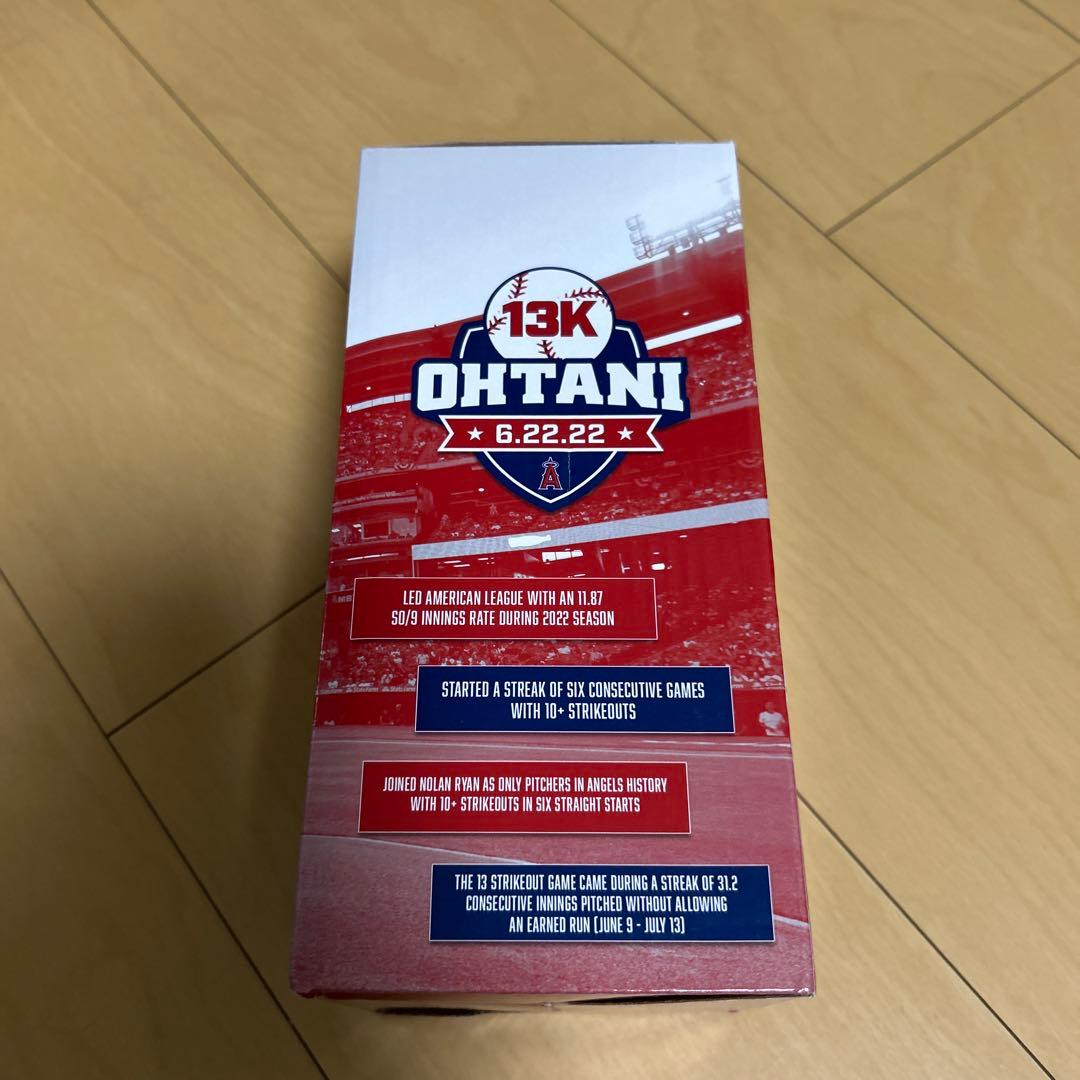 13K
OHTANI
6.22.22
A
LED AMERICAN LEAGUE WITH AN 11.87
SO/9 INNINGS RATE DURING 2022 SEASON
STARTED A STREAK OF SIX CONSECUTIVE GAMES
WITH 10+ STRIKEOUTS
JOINED NOLAN RYAN AS ONLY PITCHERS IN ANGELS HISTORY
WITH 10+ STRIKEOUTS IN SIX STRAIGHT STARTS
THE 13 STRIKEOUT GAME CAME DURING A STREAK OF 31.2
CONSECUTIVE INNINGS PITCHED WITHOUT ALLOWING
AN EARNED RUN (JUNE 9 - JULY 13)